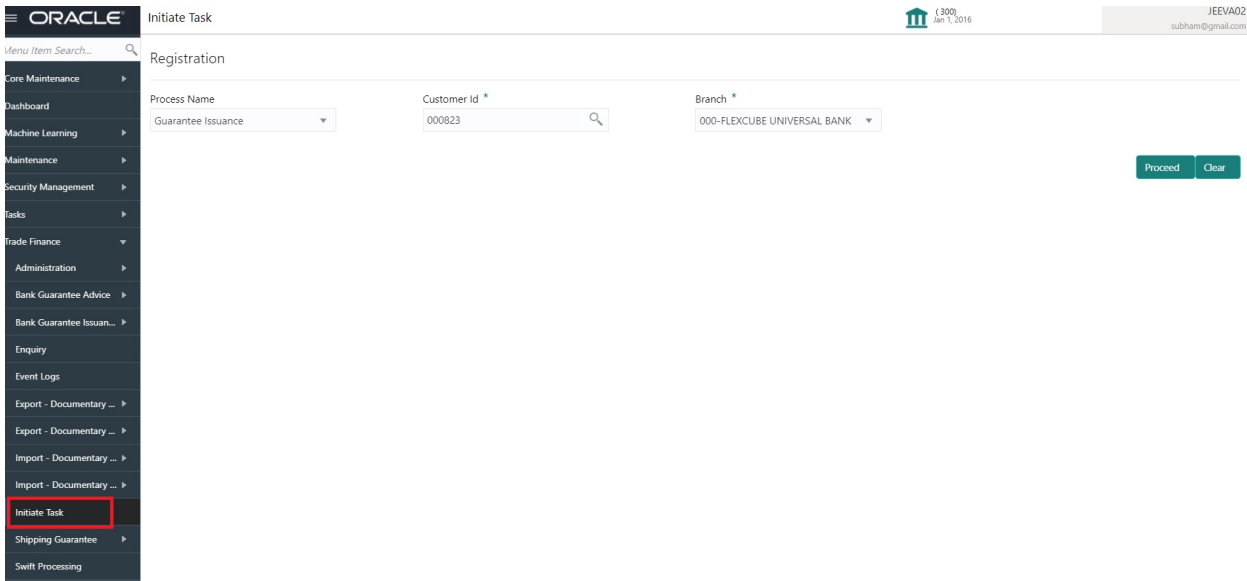 ORACLE
Initiate Task
( 300)
Jan 1, 2016
JEEVA02
subham@gmail.com
Menu Item Search...
Core Maintenance
Dashboard
Machine Learning
Maintenance
Security Management
Tasks
Trade Finance
Administration
Bank Guarantee Advice
Bank Guarantee Issuan...
Enquiry
Event Logs
Export - Documentary ...
Export - Documentary ...
Import - Documentary ...
Import - Documentary ...
Initiate Task
Shipping Guarantee
Swift Processing
Registration
Process Name
Customer Id *
Branch *
Guarantee Issuance
000823
000-FLEXCUBE UNIVERSAL BANK
Proceed
Clear